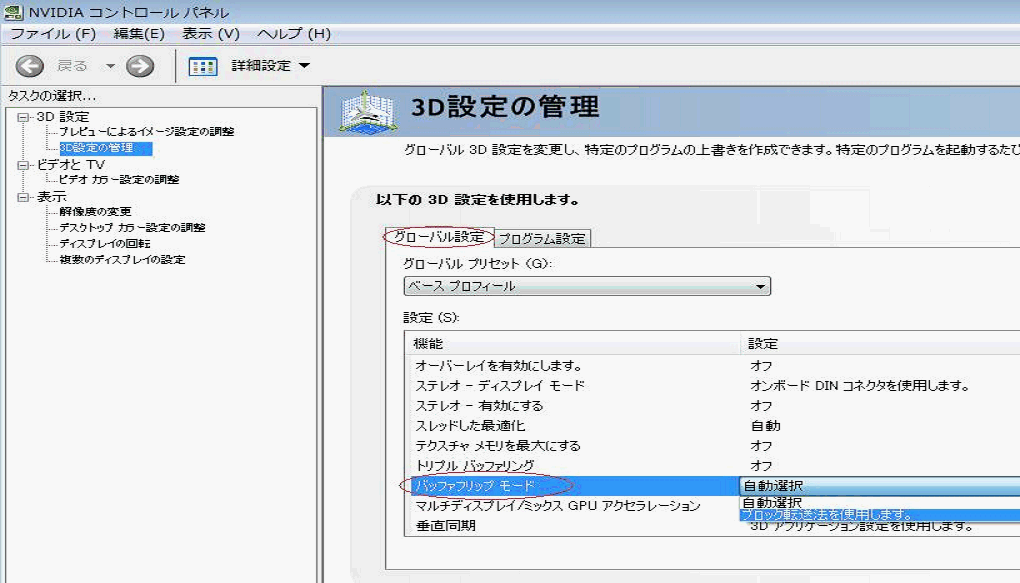 NVIDIA コントロール パネル
ファイル (F) 編集(E) 表示 (V) ヘルプ (H)
戻る 詳細設定
タスクの選択...
3D 設定
プレビューによるイメージ設定の調整
3D設定の管理
ビデオと TV
ビデオ カラー設定の調整
表示
解像度の変更
デスクトップ カラー設定の調整
ディスプレイの回転
複数のディスプレイの設定
3D設定の管理
グローバル 3D 設定を変更し、特定のプログラムの上書きを作成できます。特定のプログラムを起動するたび
以下の 3D 設定を使用します。
グローバル設定 プログラム設定
グローバル プリセット (G):
ベース プロフィール
設定 (S):
機能 設定
オーバーレイを有効にします。 オフ
ステレオ - ディスプレイ モード オンボード DIN コネクタを使用します。
ステレオ - 有効にする オフ
スレッドした最適化 自動
テクスチャ メモリを最大にする オフ
トリプル バッファリング オフ
バッファフリップ モード 自動選択
自動選択
マルチディスプレイ/ミックス GPU アクセラレーション
ブロック転送法を使用します。
垂直同期 3D アプリケーション設定を使用する。